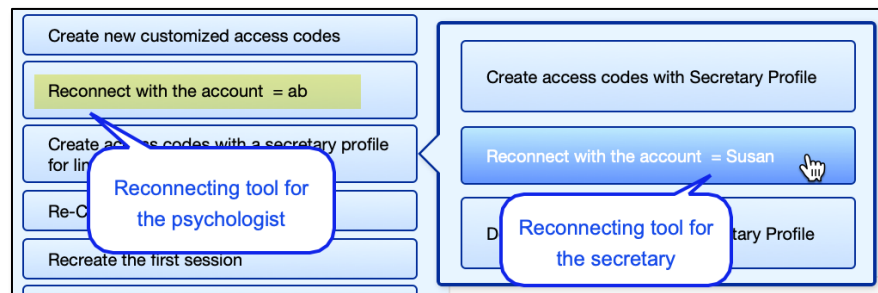 Create new customized access codes
Reconnect with the account = ab
Create access codes with a secretary profile
for lin
Re-C
Recreate the first session
Reconnecting tool for
the psychologist
Create access codes with Secretary Profile
Reconnect with the account = Susan
D
tary Profile
Reconnecting tool for
the secretary